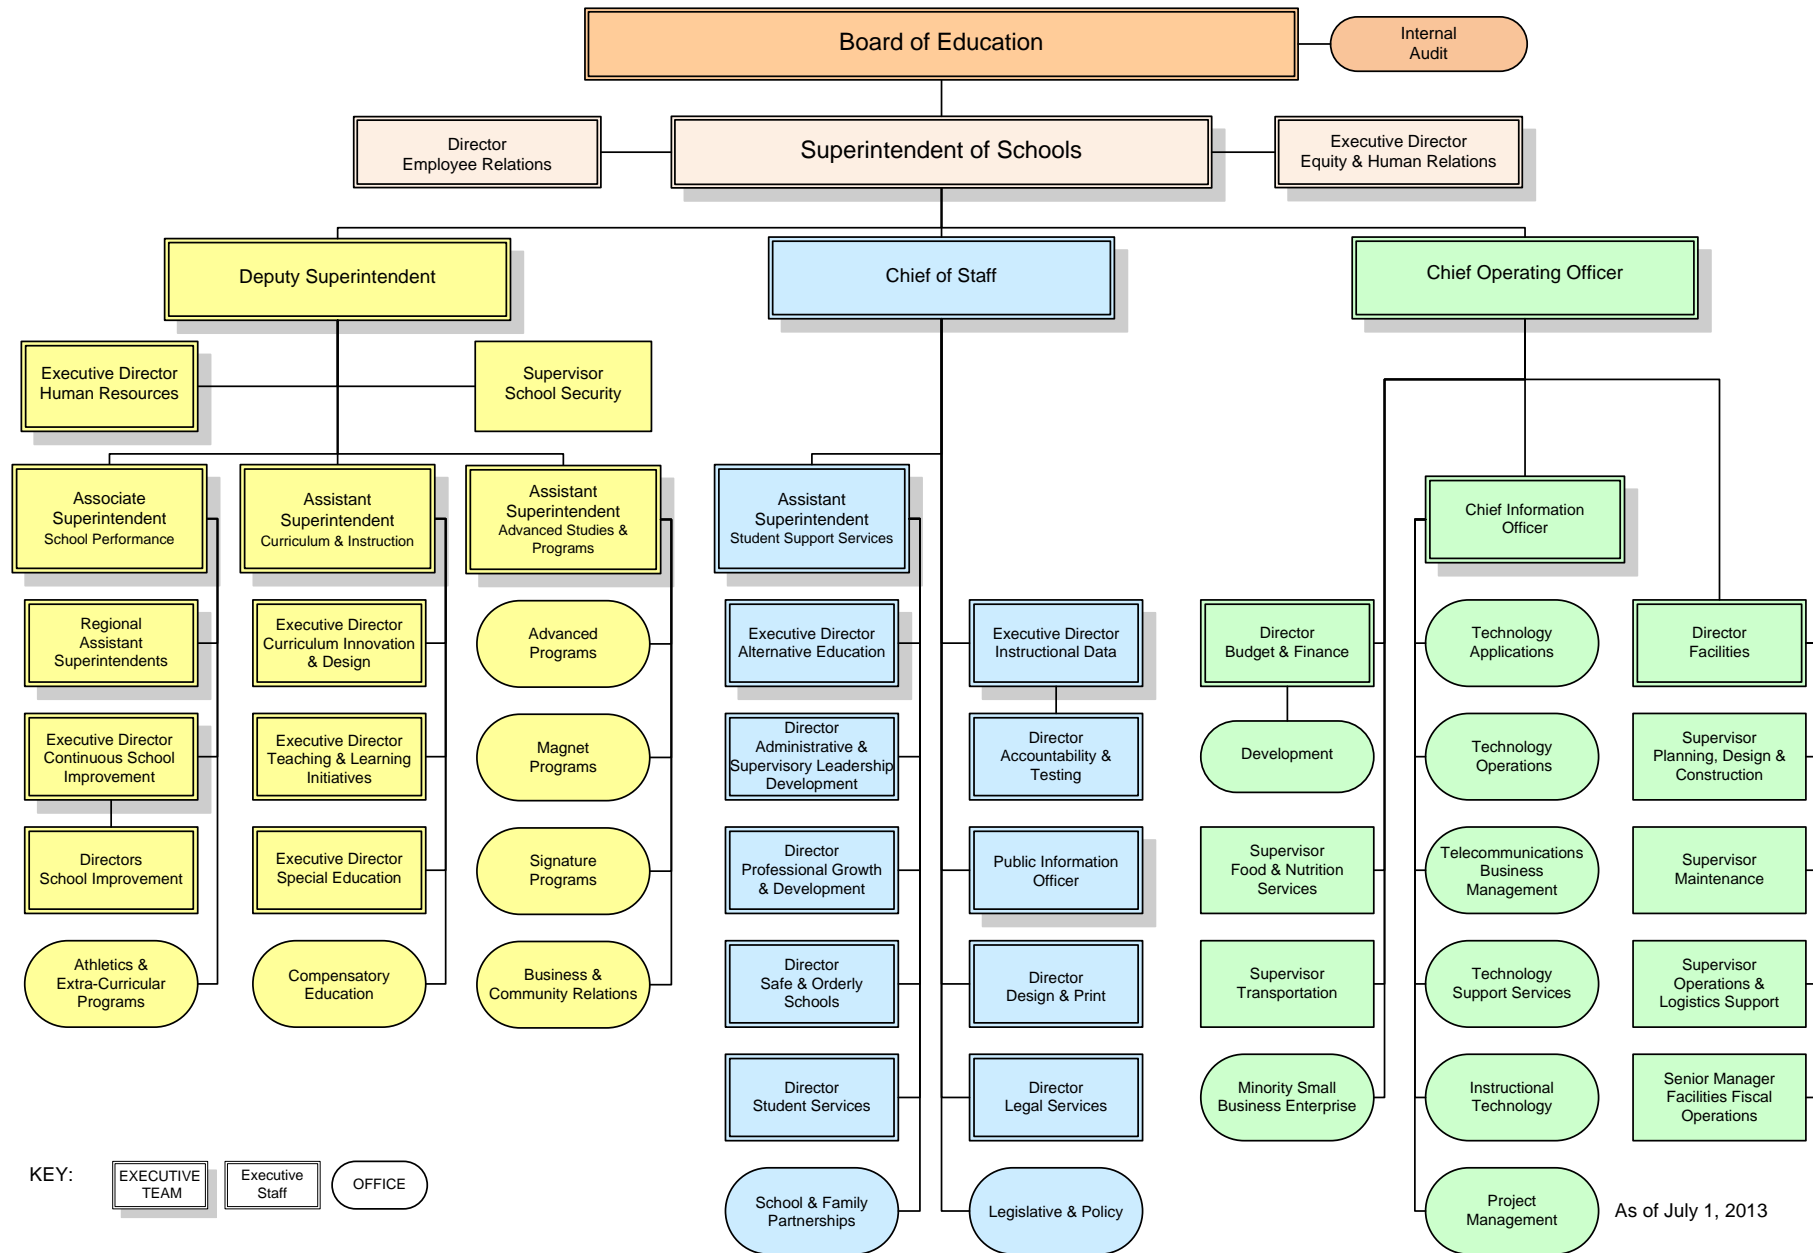 Board of Education
Internal
Audit
Director
Employee Relations
Superintendent of Schools
Executive Director
Equity & Human Relations
Deputy Superintendent
Chief of Staff
Chief Operating Officer
Executive Director
Human Resources
Supervisor
School Security
Associate
Superintendent
School Performance
Assistant
Superintendent
Curriculum & Instruction
Assistant
Superintendent
Advanced Studies &
Programs
Assistant
Superintendent
Student Support Services
Chief Information
Officer
Regional
Assistant
Superintendents
Executive Director
Curriculum Innovation
& Design
Advanced
Programs
Executive Director
Alternative Education
Executive Director
Instructional Data
Director
Budget & Finance
Technology
Applications
Director
Facilities
Executive Director
Continuous School
Improvement
Executive Director
Teaching & Learning
Initiatives
Magnet
Programs
Director
Administrative &
Supervisory Leadership
Development
Director
Accountability &
Testing
Development
Technology
Operations
Supervisor
Planning, Design &
Construction
Directors
School Improvement
Executive Director
Special Education
Signature
Programs
Director
Professional Growth
& Development
Public Information
Officer
Supervisor
Food & Nutrition
Services
Telecommunications
Business
Management
Supervisor
Maintenance
Athletics &
Extra-Curricular
Programs
Compensatory
Education
Business &
Community Relations
Director
Safe & Orderly
Schools
Director
Design & Print
Supervisor
Transportation
Technology
Support Services
Supervisor
Operations &
Logistics Support
Director
Student Services
Director
Legal Services
Minority Small
Business Enterprise
Instructional
Technology
Senior Manager
Facilities Fiscal
Operations
KEY:
EXECUTIVE
TEAM
Executive
Staff
OFFICE
School & Family
Partnerships
Legislative & Policy
Project
Management
As of July 1, 2013